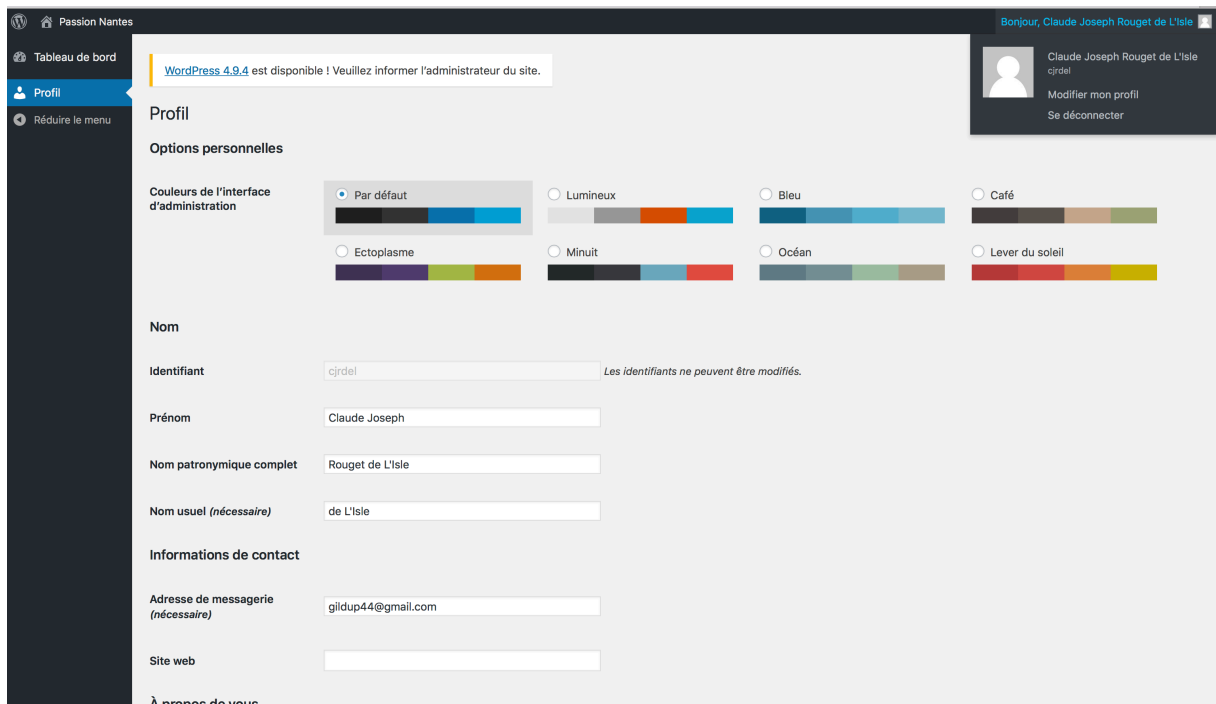 Passion Nantes
Bonjour, Claude Joseph Rouget de L'Isle
Claude Joseph Rouget de L'Isle
cjrdel
Modifier mon profil
Se déconnecter
Tableau de bord
Profil
Réduire le menu
WordPress 4.9.4 est disponible ! Veuillez informer l’administrateur du site.
Profil
Options personnelles
Couleurs de l’interface
d’administration
Par défaut
Lumineux
Bleu
Café
Ectoplasme
Minuit
Océan
Lever du soleil
Nom
Identifiant
cjrdel
Les identifiants ne peuvent être modifiés.
Prénom
Claude Joseph
Nom patronymique complet
Rouget de L'Isle
Nom usuel (nécessaire)
de L'Isle
Informations de contact
Adresse de messagerie
(nécessaire)
gildup44@gmail.com
Site web
À propos de vous